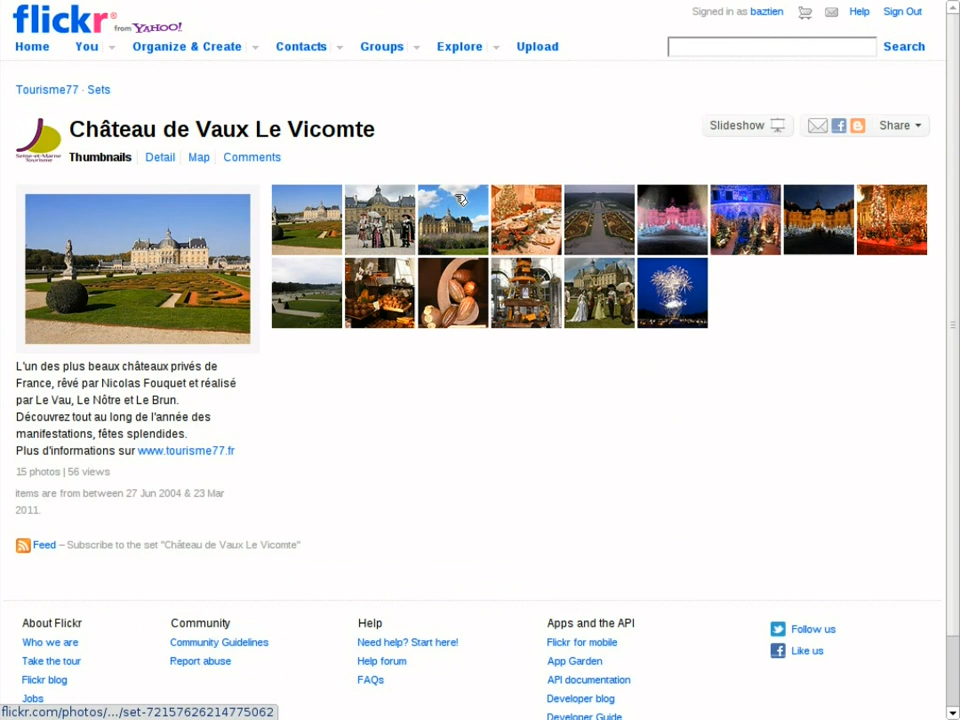 flickr® from YAHOO!
Signed in as baztien Help Sign Out
Home You Organize & Create Contacts Groups Explore Upload Search
Tourisme77 · Sets
Seine-et-Marne
Tourisme
Château de Vaux Le Vicomte
Slideshow Share
Thumbnails Detail Map Comments
L'un des plus beaux châteaux privés de
France, rêvé par Nicolas Fouquet et réalisé
par Le Vau, Le Nôtre et Le Brun.
Découvrez tout au long de l'année des
manifestations, fêtes splendides.
Plus d'informations sur www.tourisme77.fr
15 photos | 56 views
items are from between 27 Jun 2004 & 23 Mar
2011.
Feed – Subscribe to the set "Château de Vaux Le Vicomte"
About Flickr
Who we are
Take the tour
Flickr blog
Jobs
Community
Community Guidelines
Report abuse
Help
Need help? Start here!
Help forum
FAQs
Apps and the API
Flickr for mobile
App Garden
API documentation
Developer blog
Developer Guide
Follow us
Like us
flickr.com/photos/.../set-72157626214775062